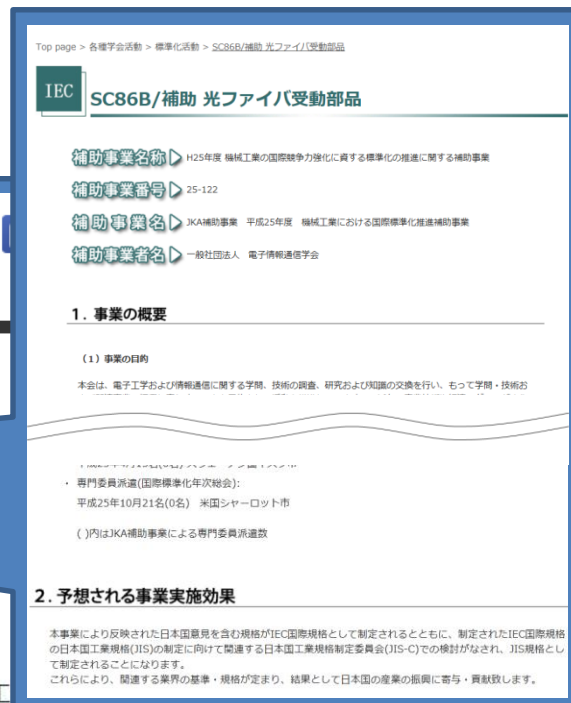 Top page > 各種学会活動 > 標準化活動 > SC86B/補助 光ファイバ受動部品
IEC
SC86B/補助 光ファイバ受動部品
補助事業名称 ▷ H25年度 機械工業の国際競争力強化に資する標準化の推進に関する補助事業
補助事業番号 ▷ 25-122
補助事業名 ▷ JKA補助事業 平成25年度 機械工業における国際標準化推進補助事業
補助事業者名 ▷ 一般社団法人 電子情報通信学会
1. 事業の概要
(1)事業の目的
本会は、電子工学および情報通信に関する学問、技術の調査、研究および知識の交換を行い、もって学問・技術お
・ 専門委員派遣(国際標準化年次総会):
平成25年10月21名(0名) 米国シャーロット市
( )内はJKA補助事業による専門委員派遣数
2. 予想される事業実施効果
本事業により反映された日本国意見を含む規格がIEC国際規格として制定されるとともに、制定されたIEC国際規格
の日本国工業規格(JIS)の制定に向けて関連する日本国工業規格制定委員会(JIS-C)での検討がなされ、JIS規格とし
て制定されることになります。
これらにより、関連する業界の基準・規格が定まり、結果として日本国の産業の振興に寄与・貢献致します。